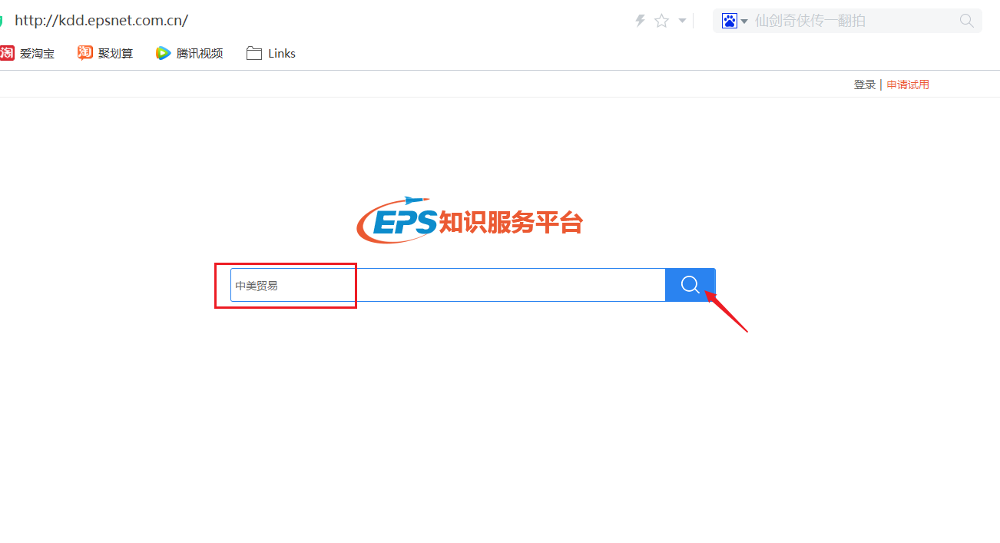 http://kdd.epsnet.com.cn/
仙剑奇侠传一翻拍
淘 爱淘宝 淘 聚划算 腾讯视频 Links
登录 | 申请试用
EPS知识服务平台
中美贸易